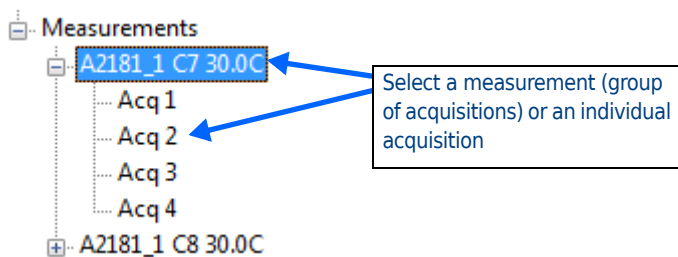 Measurements
A2181_1 C7 30.0C
Acq 1
Acq 2
Acq 3
Acq 4
A2181_1 C8 30.0C
Select a measurement (group
of acquisitions) or an individual
acquisition